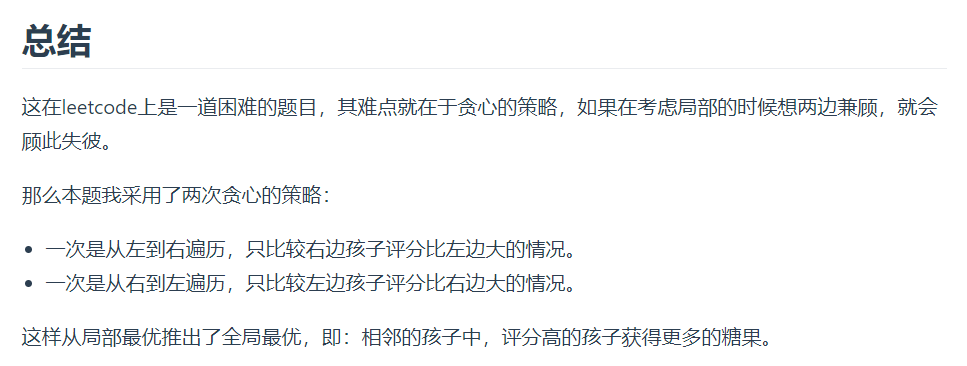 总结
这在leetcode上是一道困难的题目，其难点就在于贪心的策略，如果在考虑局部的时候想两边兼顾，就会
顾此失彼。
那么本题我采用了两次贪心的策略：
• 一次是从左到右遍历，只比较右边孩子评分比左边大的情况。
• 一次是从右到左遍历，只比较左边孩子评分比右边大的情况。
这样从局部最优推出了全局最优，即：相邻的孩子中，评分高的孩子获得更多的糖果。